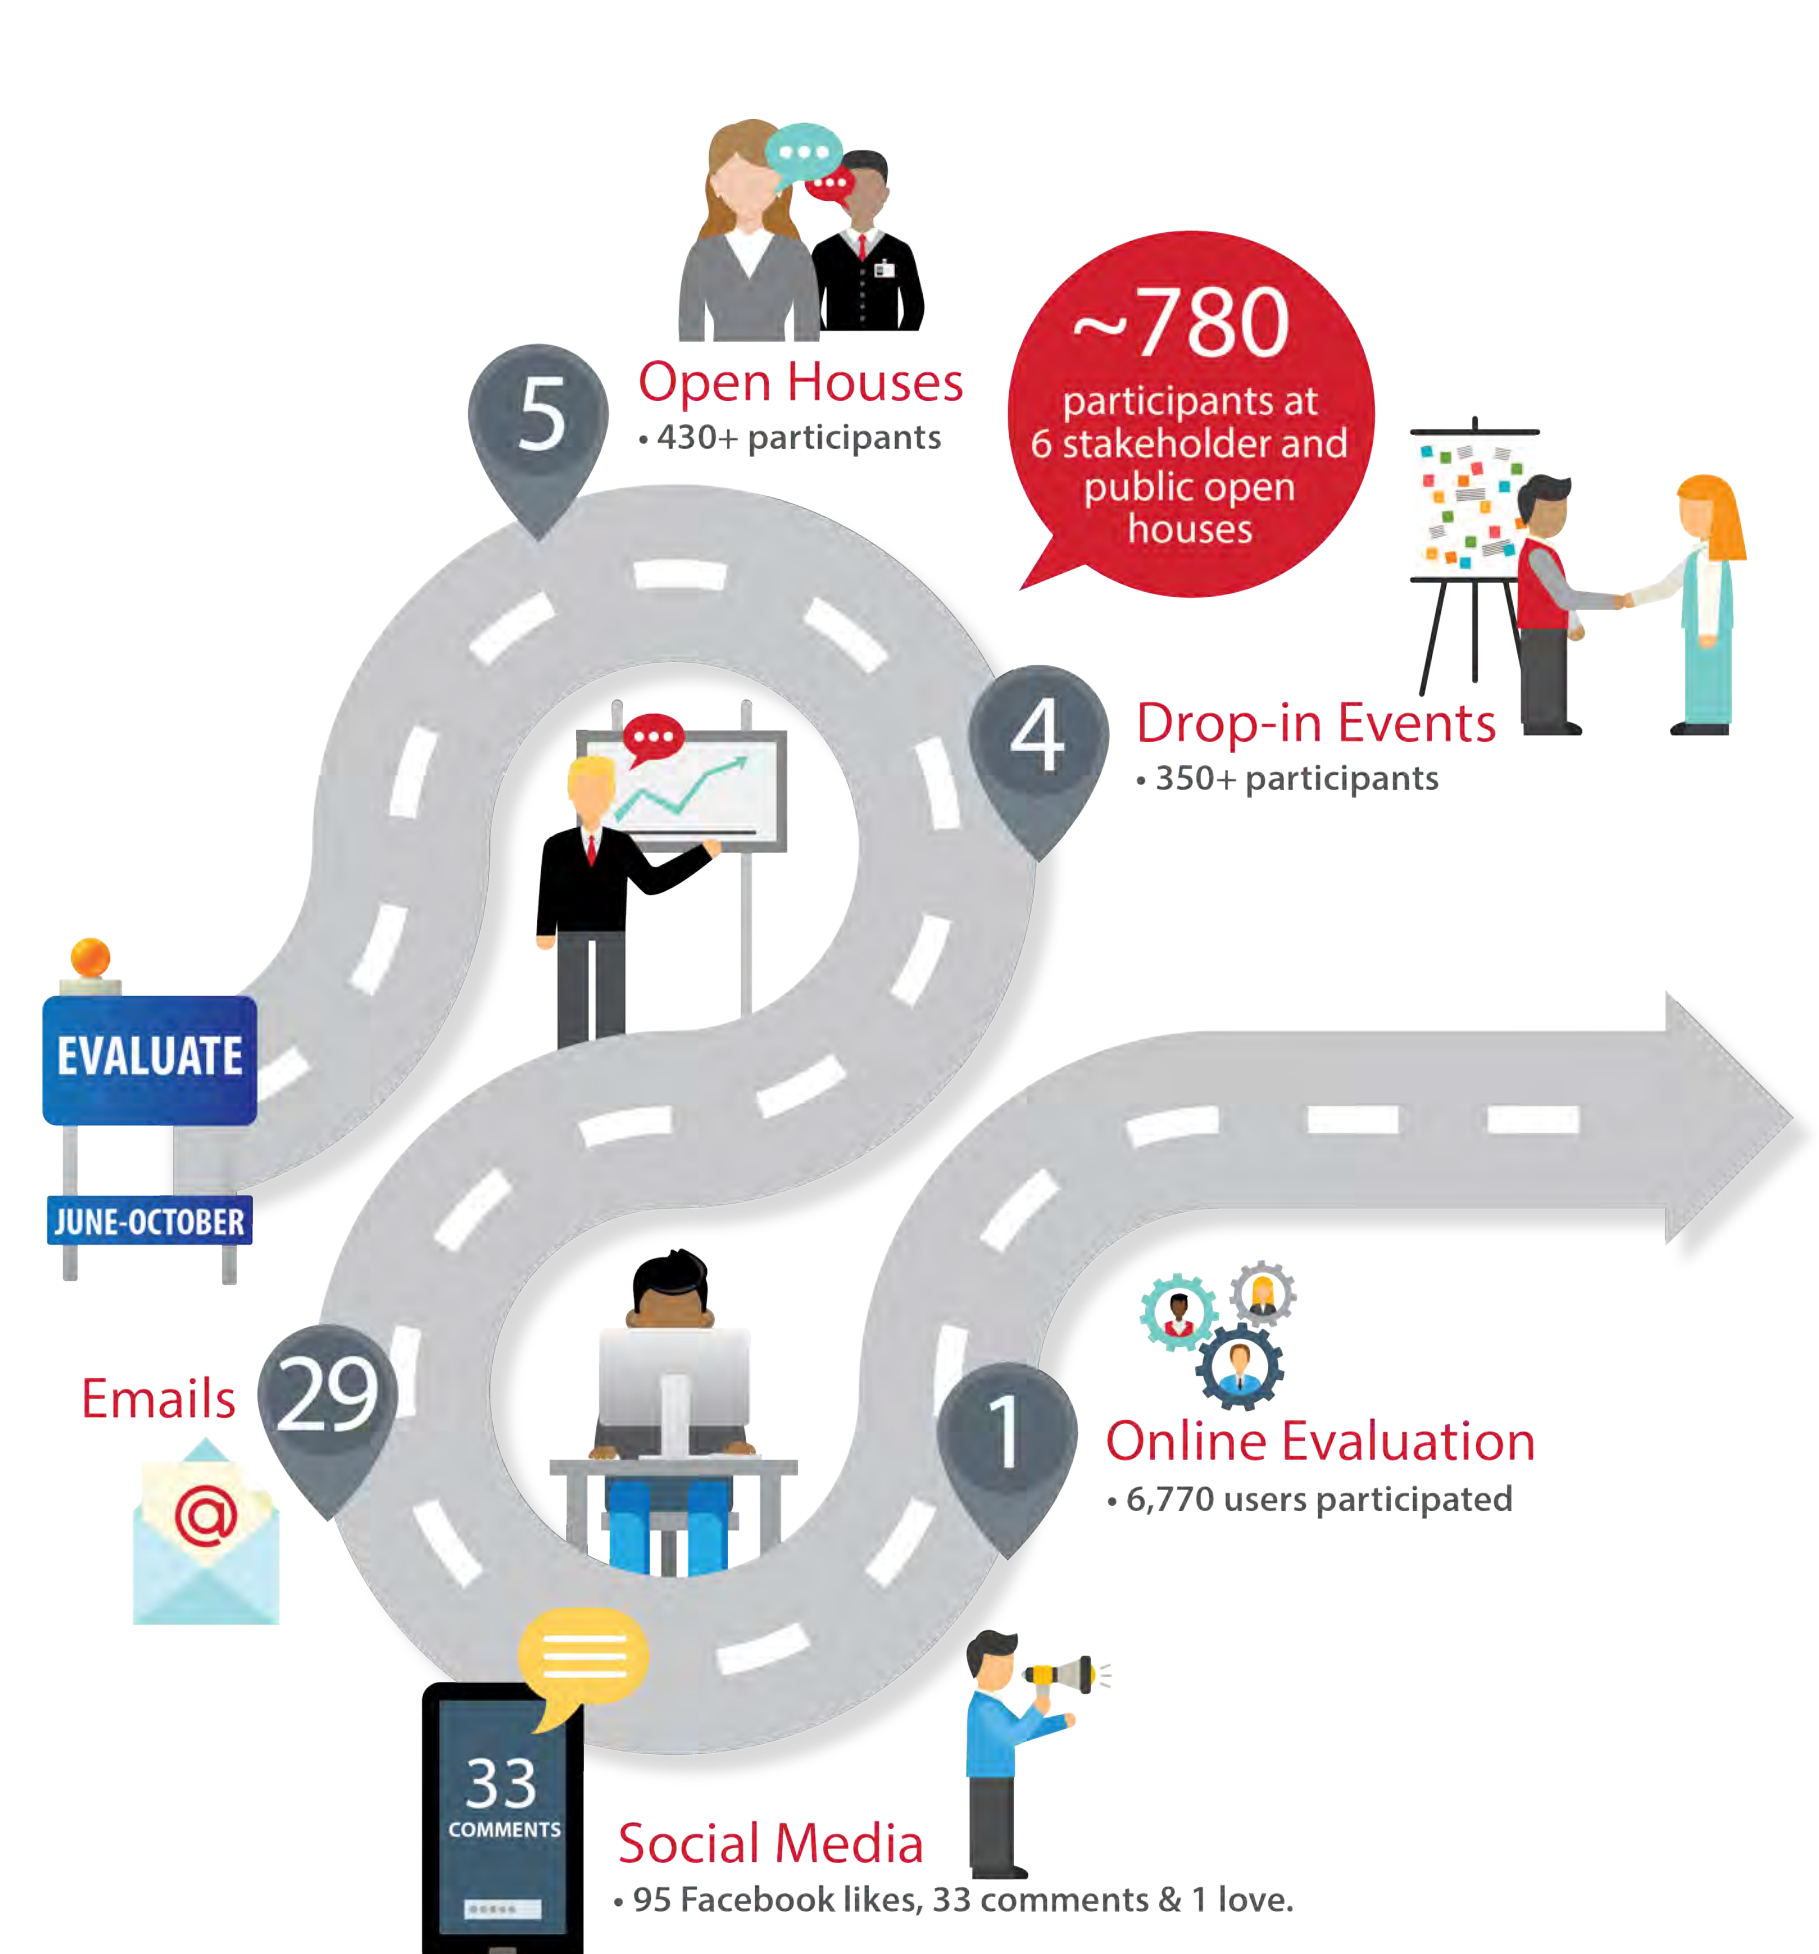 5
Open Houses
• 430+ participants
~780
participants at
6 stakeholder and
public open
houses
4
Drop-in Events
• 350+ participants
EVALUATE
JUNE-OCTOBER
Emails
29
@
1
Online Evaluation
• 6,770 users participated
33
COMMENTS
Social Media
• 95 Facebook likes, 33 comments & 1 love.